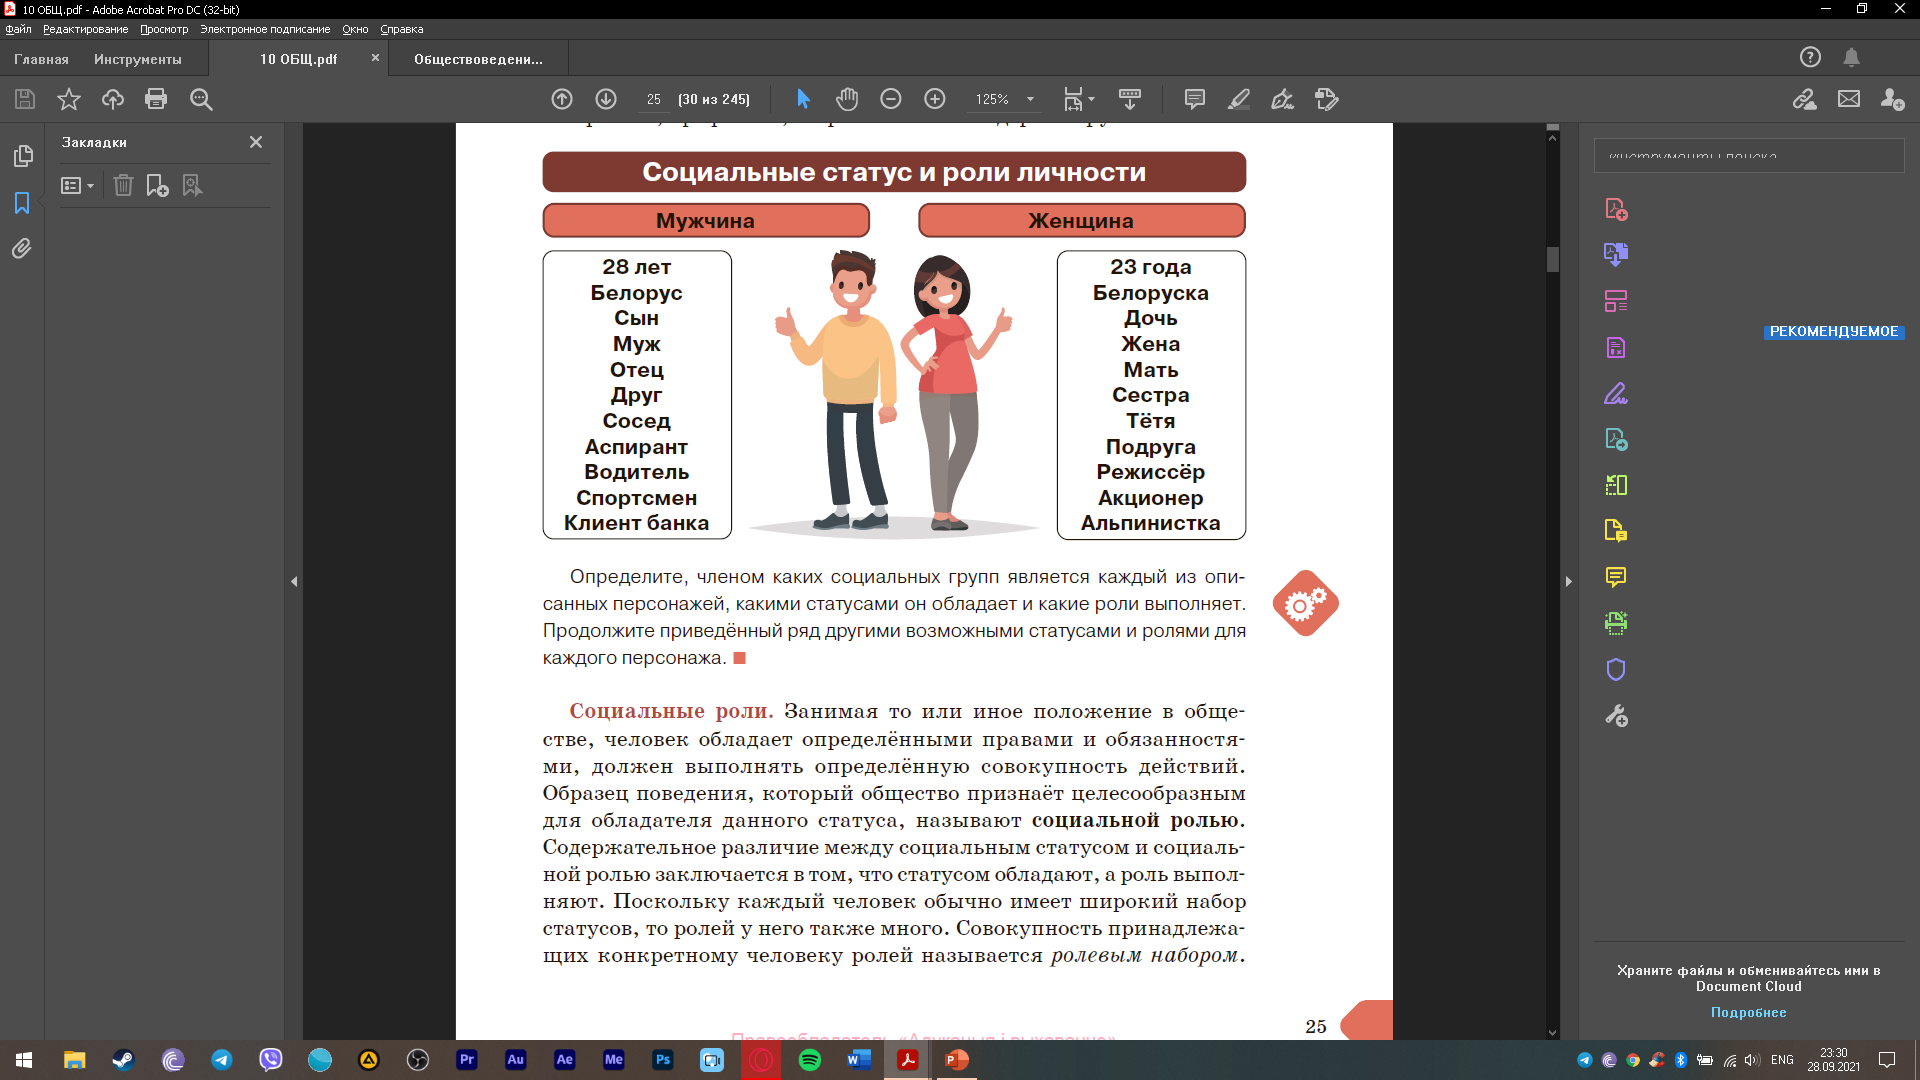 10 ОБЩ.pdf - Adobe Acrobat Pro DC (32-bit)
Файл Редактирование Просмотр Электронное подписание Окно Справка
Главная Инструменты 10 ОБЩ.pdf Обществоведени...
25 (30 из 245) 125%
Закладки
Социальные статус и роли личности
Мужчина
28 лет
Белорус
Сын
Муж
Отец
Друг
Сосед
Аспирант
Водитель
Спортсмен
Клиент банка
Женщина
23 года
Белоруска
Дочь
Жена
Мать
Сестра
Тётя
Подруга
Режиссёр
Акционер
Альпинистка
Определите, членом каких социальных групп является каждый из опи-
санных персонажей, какими статусами он обладает и какие роли выполняет.
Продолжите приведённый ряд другими возможными статусами и ролями для
каждого персонажа.
Социальные роли. Занимая то или иное положение в обще-
стве, человек обладает определёнными правами и обязанностя-
ми, должен выполнять определённую совокупность действий.
Образец поведения, который общество признаёт целесообразным
для обладателя данного статуса, называют социальной ролью.
Содержательное различие между социальным статусом и социаль-
ной ролью заключается в том, что статусом обладают, а роль выпол-
няют. Поскольку каждый человек обычно имеет широкий набор
статусов, то ролей у него также много. Совокупность принадлежа-
щих конкретному человеку ролей называется ролевым набором.
25
РЕКОМЕНДУЕМОЕ
Храните файлы и обменивайтесь ими в
Document Cloud
Подробнее
Pr Au Ae Me Ps
ENG
23:30
28.09.2021